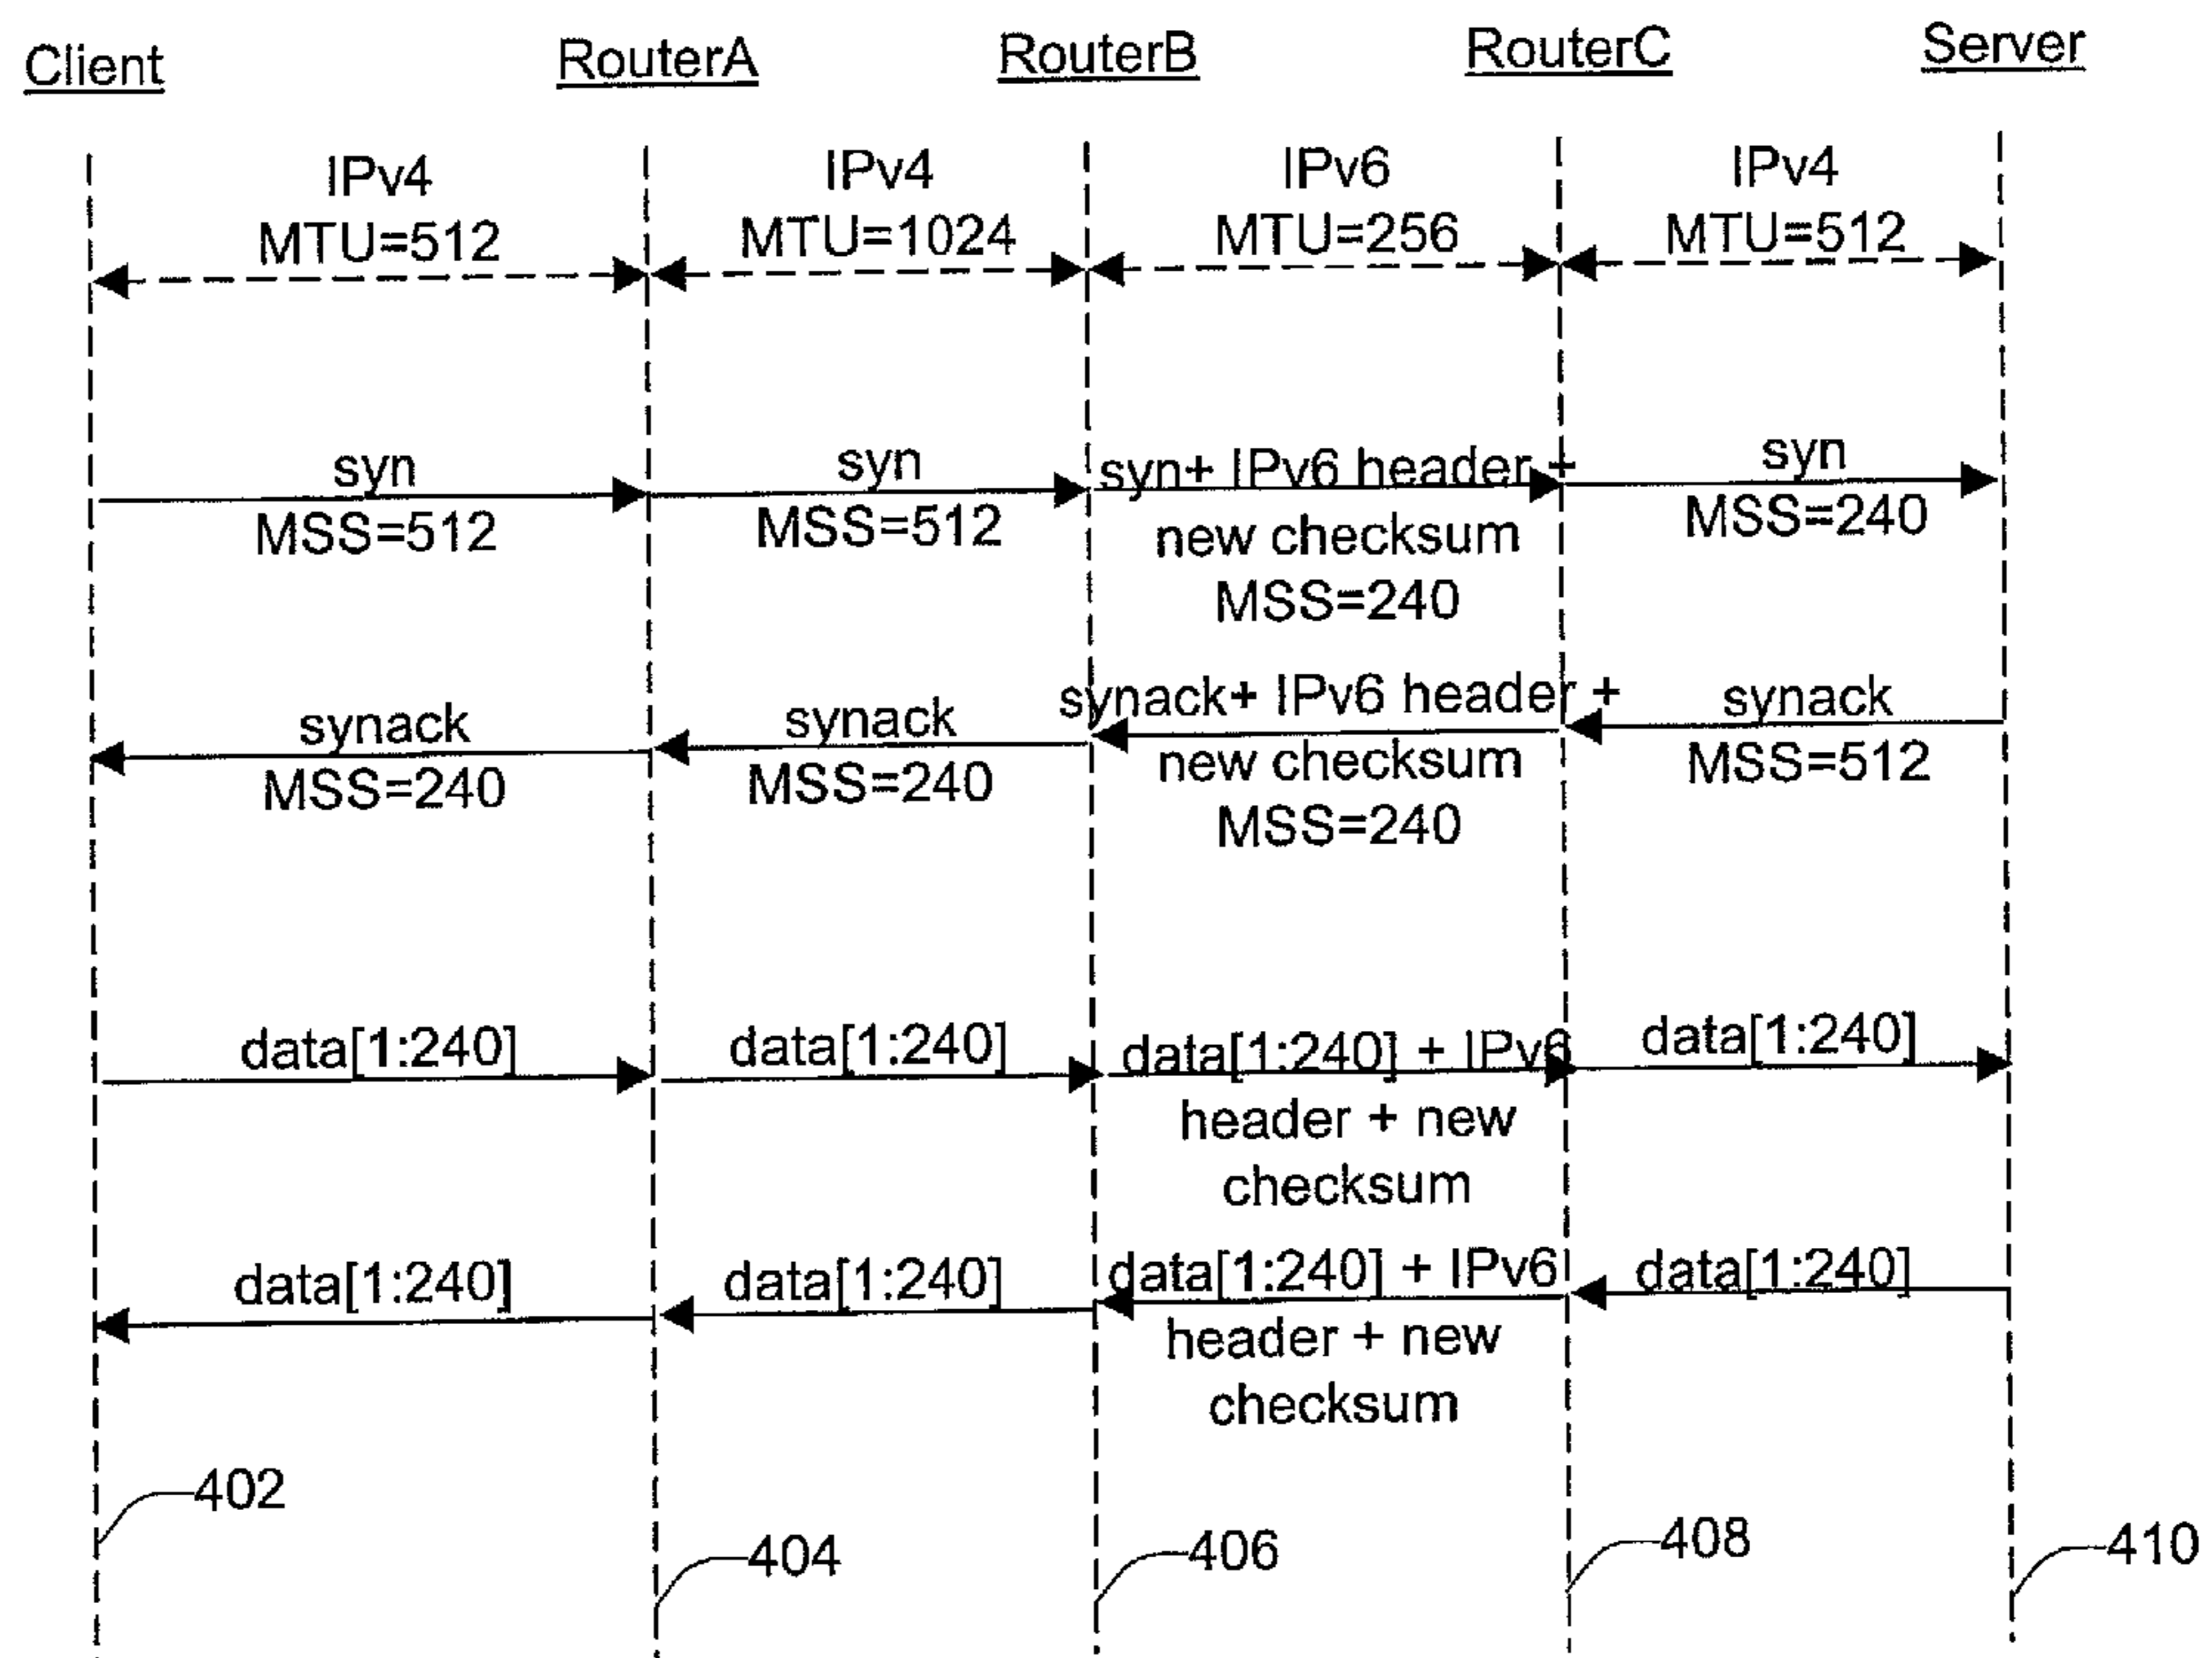 Client
RouterA
RouterB
RouterC
Server
IPv4
MTU=512
IPv4
MTU=1024
IPv6
MTU=256
IPv4
MTU=512
syn
MSS=512
syn
MSS=512
syn+ IPv6 header +
new checksum
MSS=240
syn
MSS=240
synack
MSS=240
synack
MSS=240
synack+ IPv6 header +
new checksum
MSS=240
synack
MSS=512
data[1:240]
data[1:240]
data[1:240] + IPv6
header + new
checksum
data[1:240]
data[1:240]
data[1:240]
data[1:240] + IPv6
header + new
checksum
data[1:240]
402
404
406
408
410